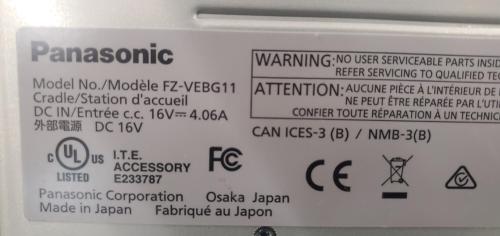 Panasonic
Model No./Modèle FZ-VEBG11
Cradle/Station d'accueil
DC IN/Entrée c.c. 16V⎓4.06A
外部電源 DC 16V
WARNING: NO USER SERVICEABLE PARTS INSID
REFER SERVICING TO QUALIFIED TE
ATTENTION: AUCUNE PIÈCE À L'INTÉRIEUR DE
NE PEUT ÊTRE RÉPARÉE PAR L'UTI
CONFIER TOUTE RÉPARATION À UN TECHNIC
CAN ICES-3 (B) / NMB-3(B)
C UL US LISTED
I.T.E.
ACCESSORY
E233787
FC
CE
Panasonic Corporation Osaka Japan
Made in Japan Fabriqué au Japon